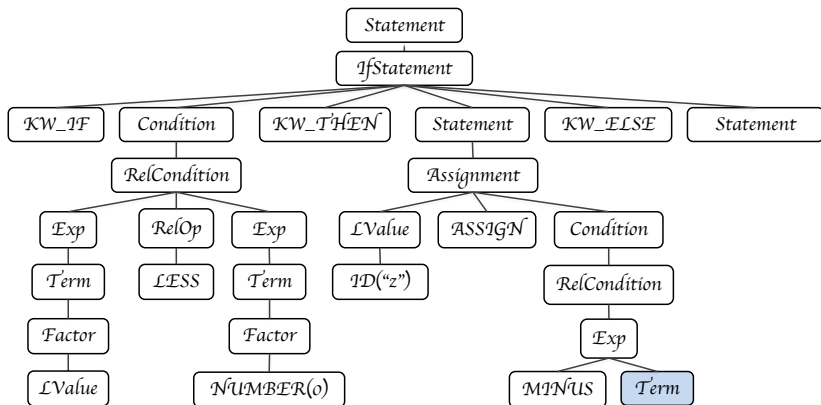 Statement
IfStatement
KW_IF Condition KW_THEN Statement KW_ELSE Statement
RelCondition Assignment
Exp RelOp Exp LValue ASSIGN Condition
Term LESS Term ID(“z”) RelCondition
Factor Factor Exp
LValue NUMBER(0) MINUS Term